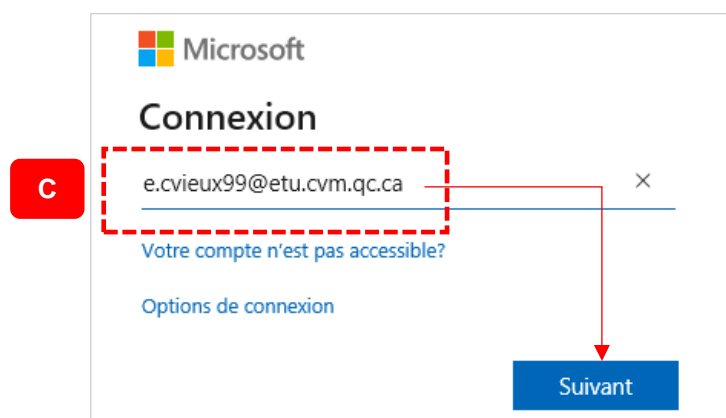 Microsoft
Connexion
C
e.cvieux99@etu.cvm.qc.ca
Votre compte n'est pas accessible?
Options de connexion
Suivant